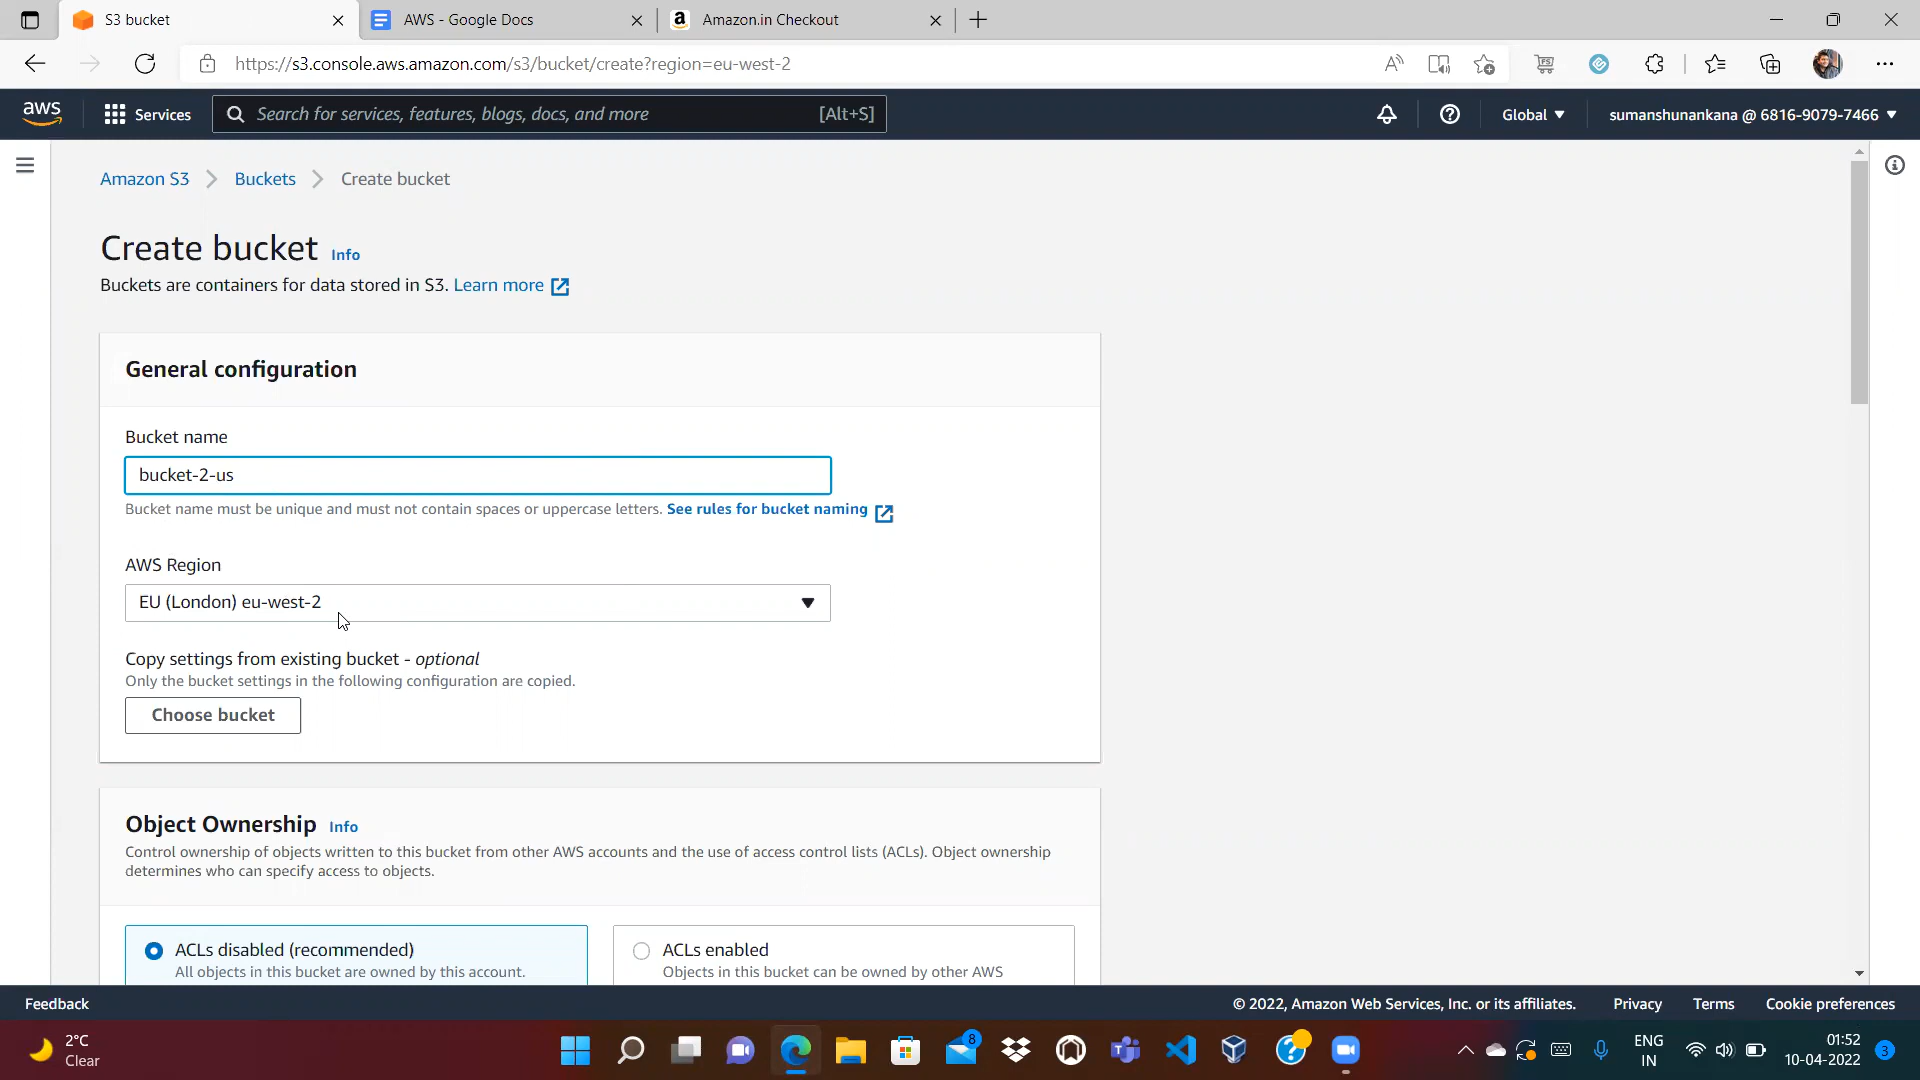 S3 bucket
AWS - Google Docs
Amazon.in Checkout
https://s3.console.aws.amazon.com/s3/bucket/create?region=eu-west-2
aws
Services
Search for services, features, blogs, docs, and more
[Alt+S]
Global
sumanshunankana @ 6816-9079-7466
Amazon S3
Buckets
Create bucket
Create bucket Info
Buckets are containers for data stored in S3. Learn more
General configuration
Bucket name
bucket-2-us
Bucket name must be unique and must not contain spaces or uppercase letters. See rules for bucket naming
AWS Region
EU (London) eu-west-2
Copy settings from existing bucket - optional
Only the bucket settings in the following configuration are copied.
Choose bucket
Object Ownership Info
Control ownership of objects written to this bucket from other AWS accounts and the use of access control lists (ACLs). Object ownership
determines who can specify access to objects.
ACLs disabled (recommended)
All objects in this bucket are owned by this account.
ACLs enabled
Objects in this bucket can be owned by other AWS
Feedback
© 2022, Amazon Web Services, Inc. or its affiliates.
Privacy
Terms
Cookie preferences
2°C
Clear
8
ENG
IN
01:52
10-04-2022
3